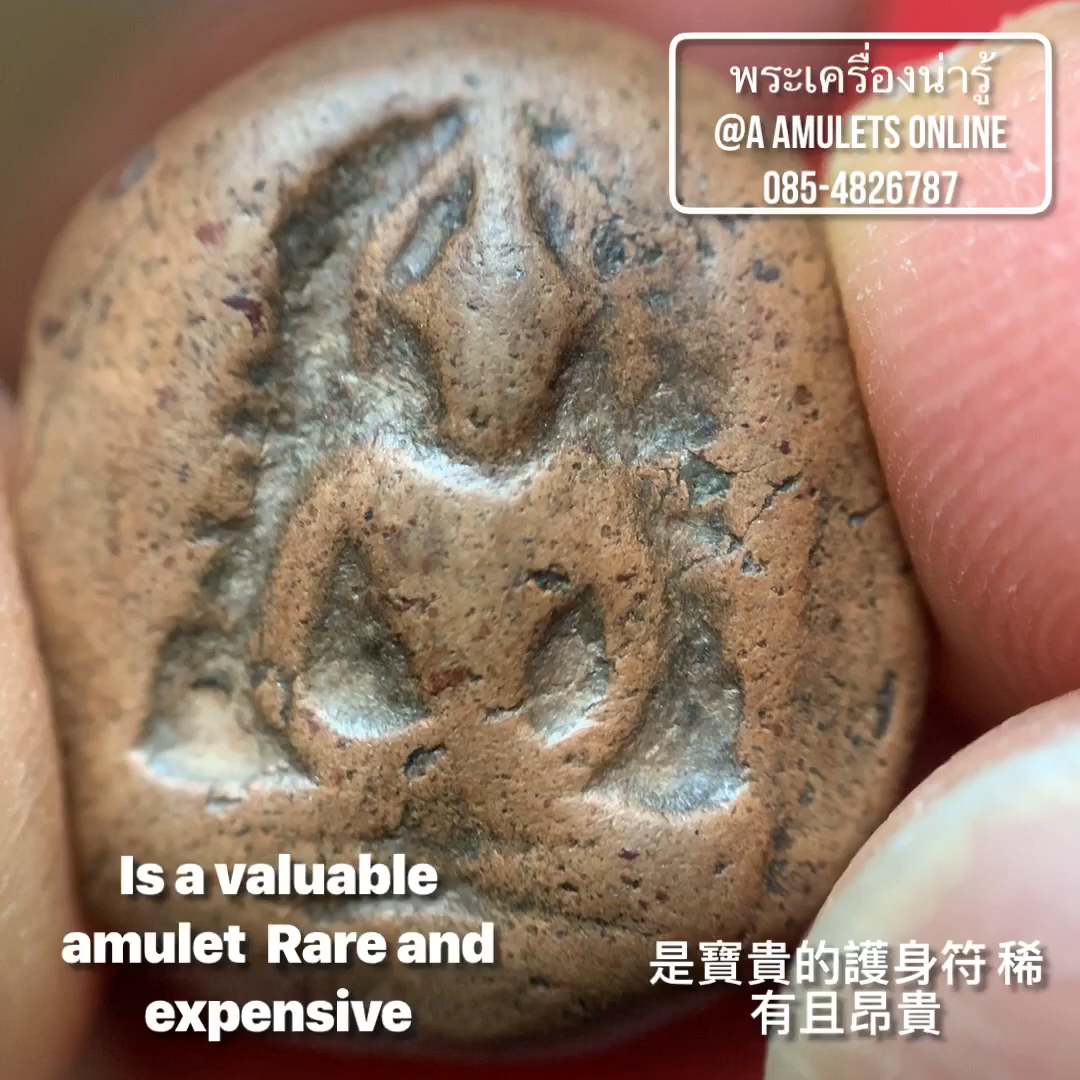 พระเครื่องน่ารู้
@A AMULETS ONLINE
085-4826787
Is a valuable
amulet Rare and
expensive
是寶貴的護身符 稀
有且昂貴